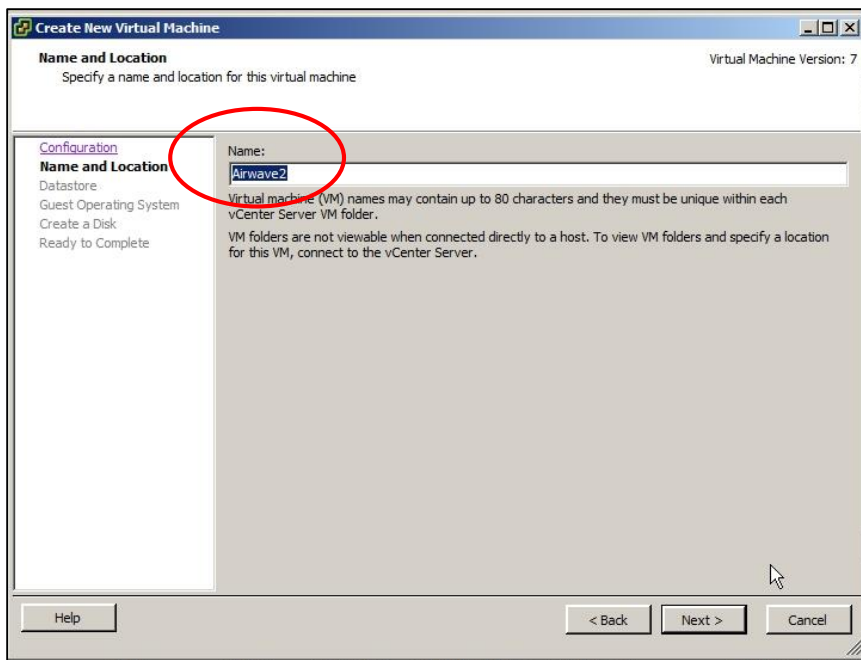 Create New Virtual Machine
Name and Location
Virtual Machine Version: 7
Specify a name and location for this virtual machine
Configuration
Name and Location
Datastore
Guest Operating System
Create a Disk
Ready to Complete
Name:
Airwave2
Virtual machine (VM) names may contain up to 80 characters and they must be unique within each
vCenter Server VM folder.
VM folders are not viewable when connected directly to a host. To view VM folders and specify a location
for this VM, connect to the vCenter Server.
Help
< Back
Next >
Cancel